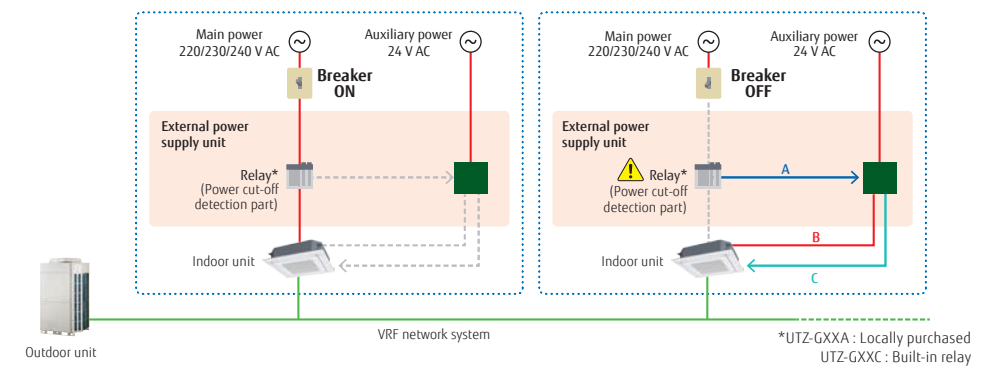 Main power
220/230/240 V AC
Auxiliary power
24 V AC
Breaker
ON
External power
supply unit
Relay*
(Power cut-off
detection part)
Indoor unit
Main power
220/230/240 V AC
Auxiliary power
24 V AC
Breaker
OFF
External power
supply unit
Relay*
(Power cut-off
detection part)
A
B
C
Indoor unit
VRF network system
Outdoor unit
*UTZ-GXXA : Locally purchased
UTZ-GXXC : Built-in relay